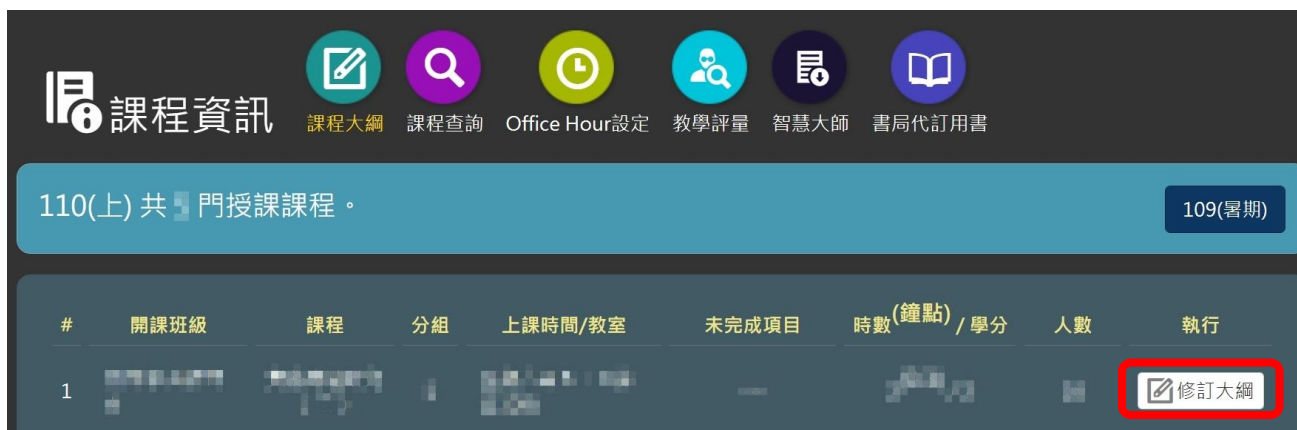 課程資訊
課程大綱 課程查詢 Office Hour設定 教學評量 智慧大師 書局代訂用書
110(上) 共 門授課課程。
109(暑期)
# 開課班級 課程 分組 上課時間/教室 未完成項目 時數(鐘點) / 學分 人數 執行
1 修訂大綱